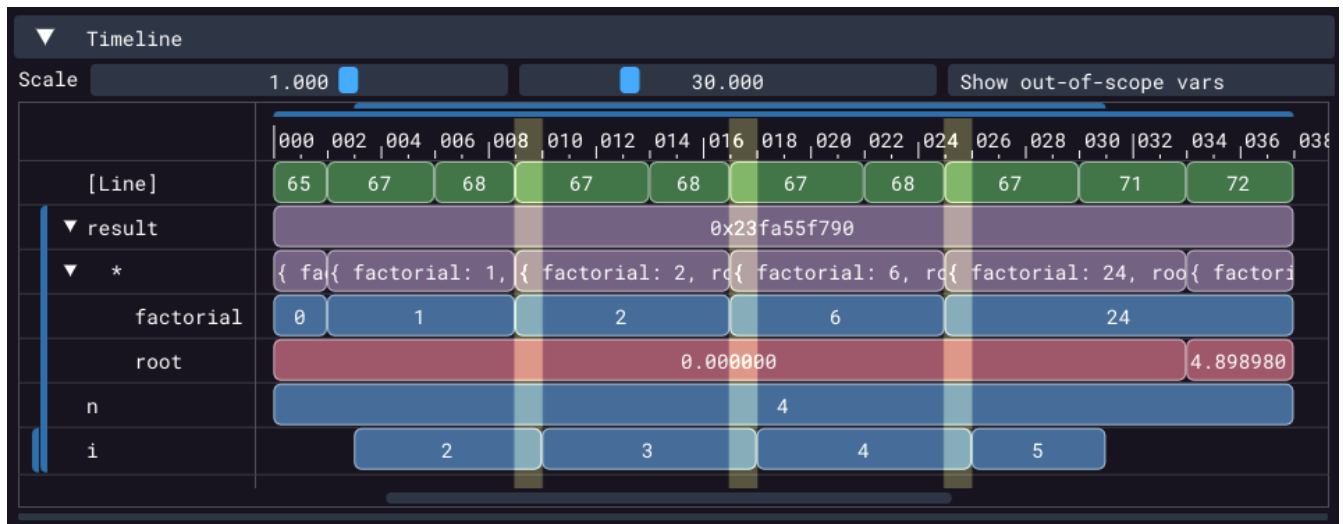 ▼ Timeline
Scale 1.000 30.000 Show out-of-scope vars
000 002 004 006 008 010 012 014 016 018 020 022 024 026 028 030 032 034 036 038
[Line] 65 67 68 67 68 67 68 67 71 72
▼ result 0x23fa55f790
▼ * { fac { factorial: 1, { factorial: 2, ro { factorial: 6, ro { factorial: 24, roo { factori
factorial 0 1 2 6 24
root 0.000000 4.898980
n 4
i 2 3 4 5